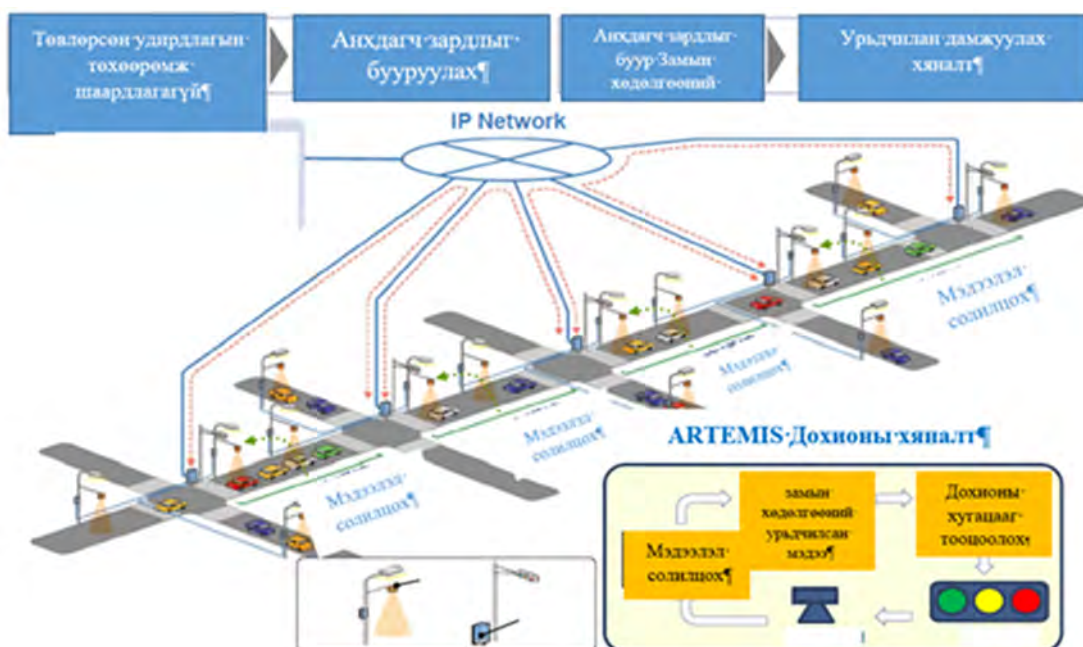 Төвлөрсөн·удирдлагын·
төхөөрөмж·
шаардлагагүй¶
Анхдагч·зардлыг·
бууруулах¶
Анхдагч·зардлыг·
буур·Замын·
хөдөлгөөний·
Урьдчилан·дамжуулах·
хяналт¶
IP Network
Мэдээлэл·
солилцох¶
Мэдээлэл·
солилцох¶
Мэдээлэл·
солилцох¶
Мэдээлэл·
солилцох¶
ARTEMIS·Дохионы·хяналт¶
замын·
хөдөлгөөний·
урьдчилсан·
мэдээ¶
Дохионы·
хугацааг·
тооцоолох¶
Мэдээлэл·
солилцох¶